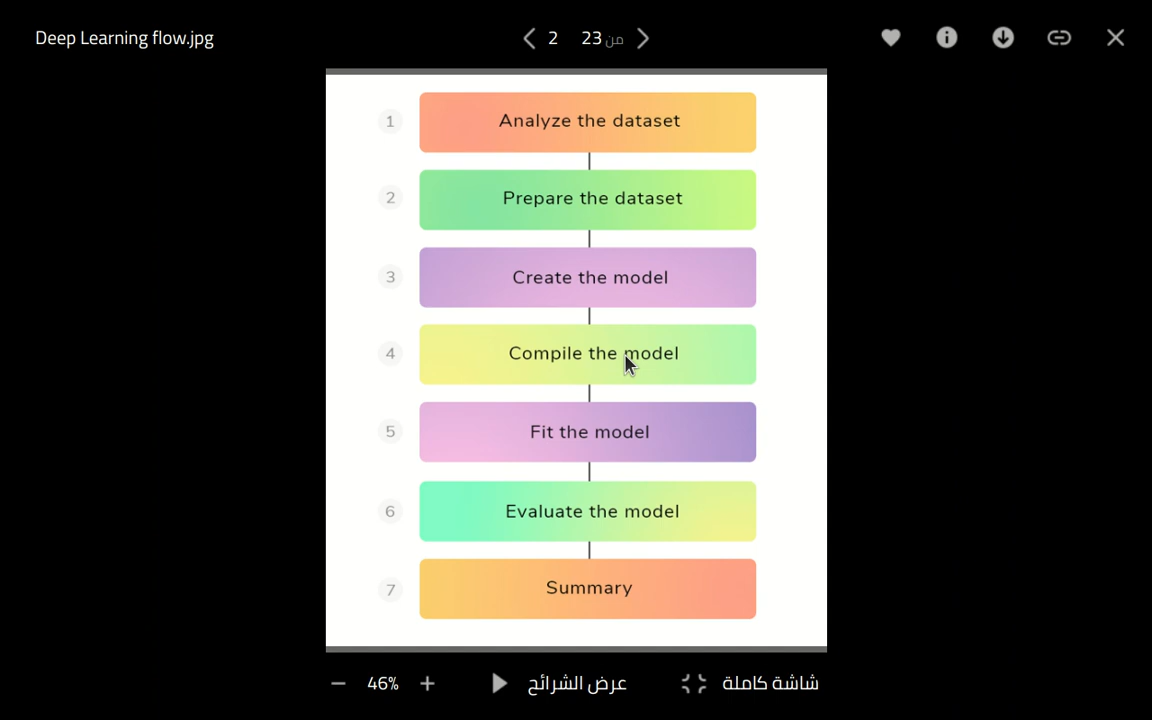 Deep Learning flow.jpg
2 من 23
1 Analyze the dataset
2 Prepare the dataset
3 Create the model
4 Compile the model
5 Fit the model
6 Evaluate the model
7 Summary
46% عرض الشرائح شاشة كاملة